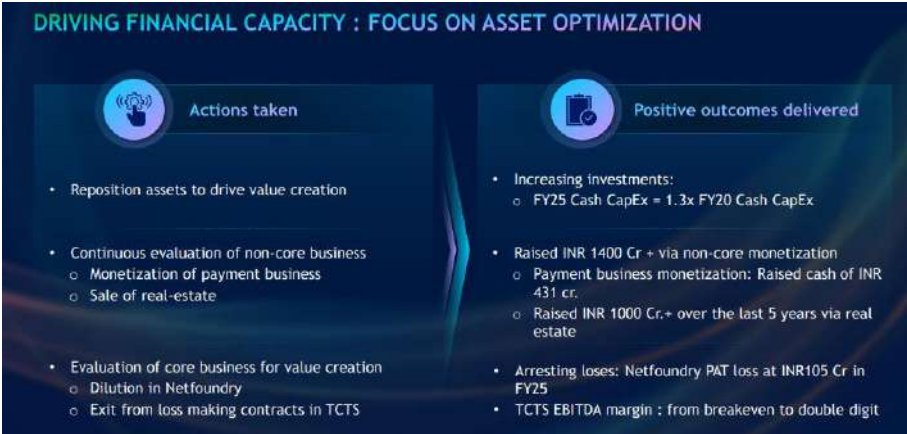 DRIVING FINANCIAL CAPACITY : FOCUS ON ASSET OPTIMIZATION
Actions taken
• Reposition assets to drive value creation
• Continuous evaluation of non-core business
o Monetization of payment business
o Sale of real-estate
• Evaluation of core business for value creation
o Dilution in Netfoundry
o Exit from loss making contracts in TCTS
Positive outcomes delivered
• Increasing investments:
o FY25 Cash CapEx = 1.3x FY20 Cash CapEx
• Raised INR 1400 Cr + via non-core monetization
o Payment business monetization: Raised cash of INR
431 cr.
o Raised INR 1000 Cr.+ over the last 5 years via real
estate
• Arresting loses: Netfoundry PAT loss at INR105 Cr in
FY25
• TCTS EBITDA margin : from breakeven to double digit